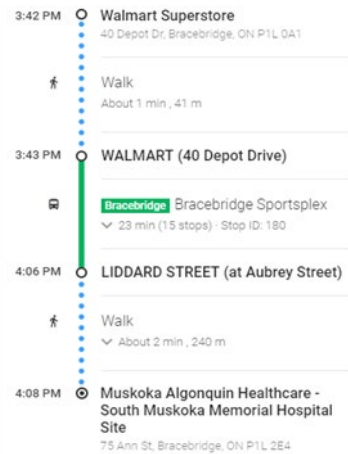 3:42 PM Walmart Superstore
40 Depot Dr, Bracebridge, ON P1L 0A1
Walk
About 1 min , 41 m
3:43 PM WALMART (40 Depot Drive)
Bracebridge Bracebridge Sportsplex
23 min (15 stops) · Stop ID: 180
4:06 PM LIDDARD STREET (at Aubrey Street)
Walk
About 2 min , 240 m
4:08 PM Muskoka Algonquin Healthcare -
South Muskoka Memorial Hospital
Site
75 Ann St, Bracebridge, ON P1L 2E4